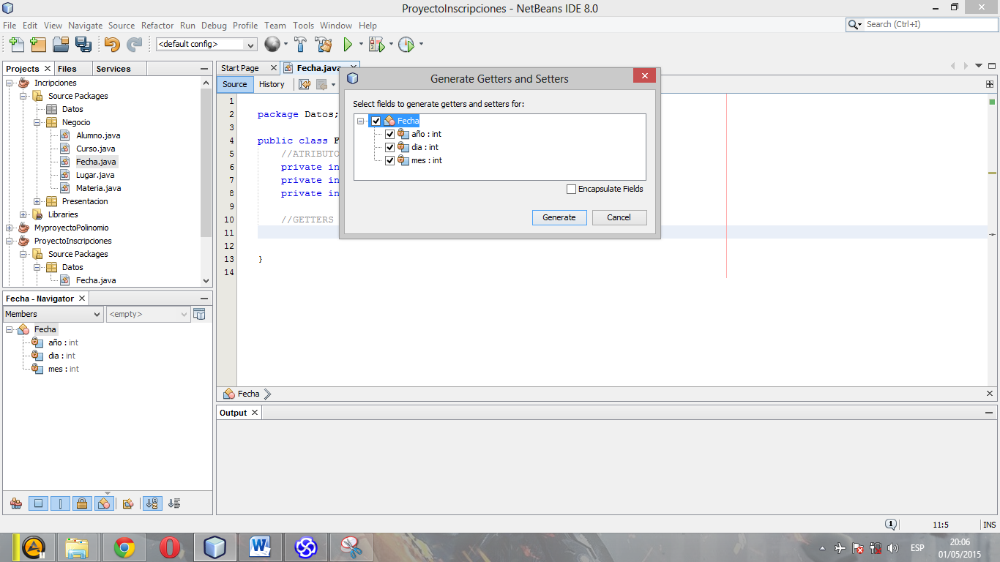 ProyectoInscripciones - NetBeans IDE 8.0
File Edit View Navigate Source Refactor Run Debug Profile Team Tools Window Help
Search (Ctrl+I)
<default config>
Projects Files Services
Incripciones
Source Packages
Datos
Negocio
Alumno.java
Curso.java
Fecha.java
Lugar.java
Materia.java
Presentacion
Libraries
MyproyectoPolinomio
ProyectoInscripciones
Source Packages
Datos
Fecha.java
Start Page Fecha.java
Source History
1
2 package Datos;
3
4 public class F
5 //ATRIBUTO
6 private in
7 private in
8 private in
9
10 //GETTERS
11
12
13 }
14
Generate Getters and Setters
Select fields to generate getters and setters for:
Fecha
año : int
dia : int
mes : int
Encapsulate Fields
Generate Cancel
Fecha - Navigator
Members <empty>
Fecha
año : int
dia : int
mes : int
Fecha
Output
1 11:5 INS
ESP
20:06
01/05/2015